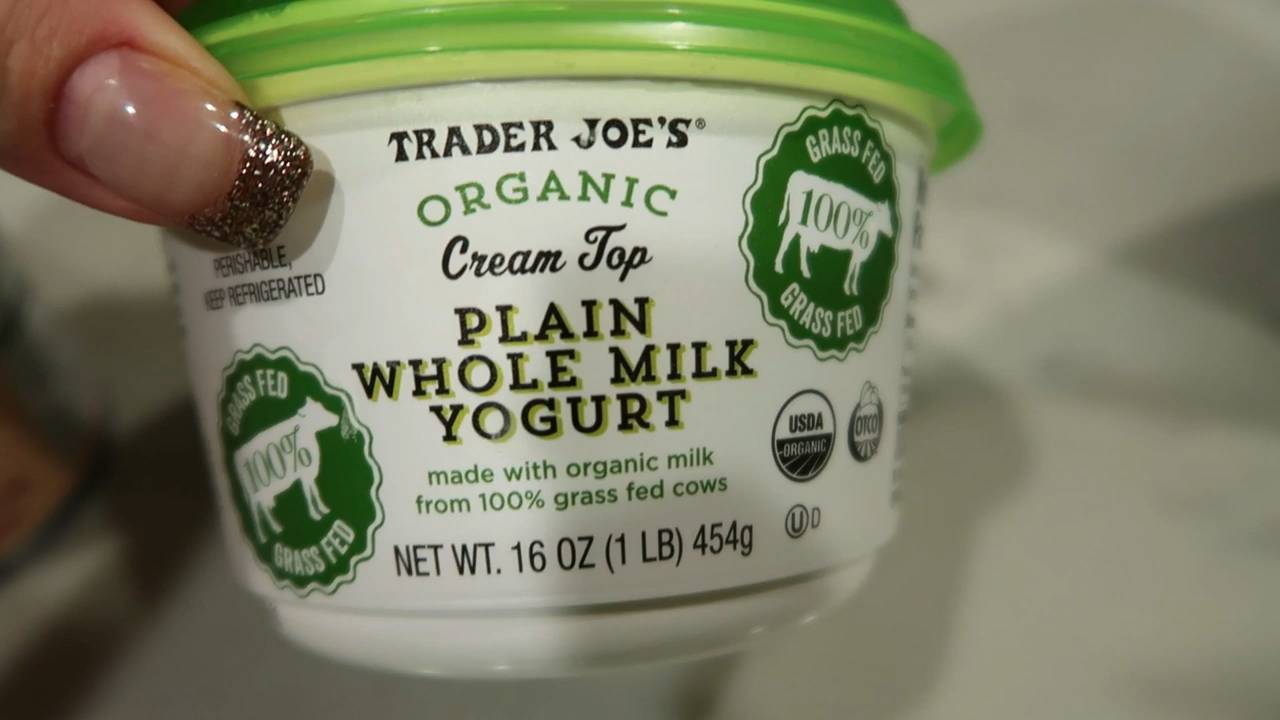 TRADER JOE'S®
ORGANIC
Cream Top
PLAIN
WHOLE MILK
YOGURT
made with organic milk
from 100% grass fed cows
NET WT. 16 OZ (1 LB) 454g
PERISHABLE,
KEEP REFRIGERATED
GRASS FED
100%
GRASS FED
GRASS FED
100%
GRASS FED
USDA
ORGANIC
OTCO
U D